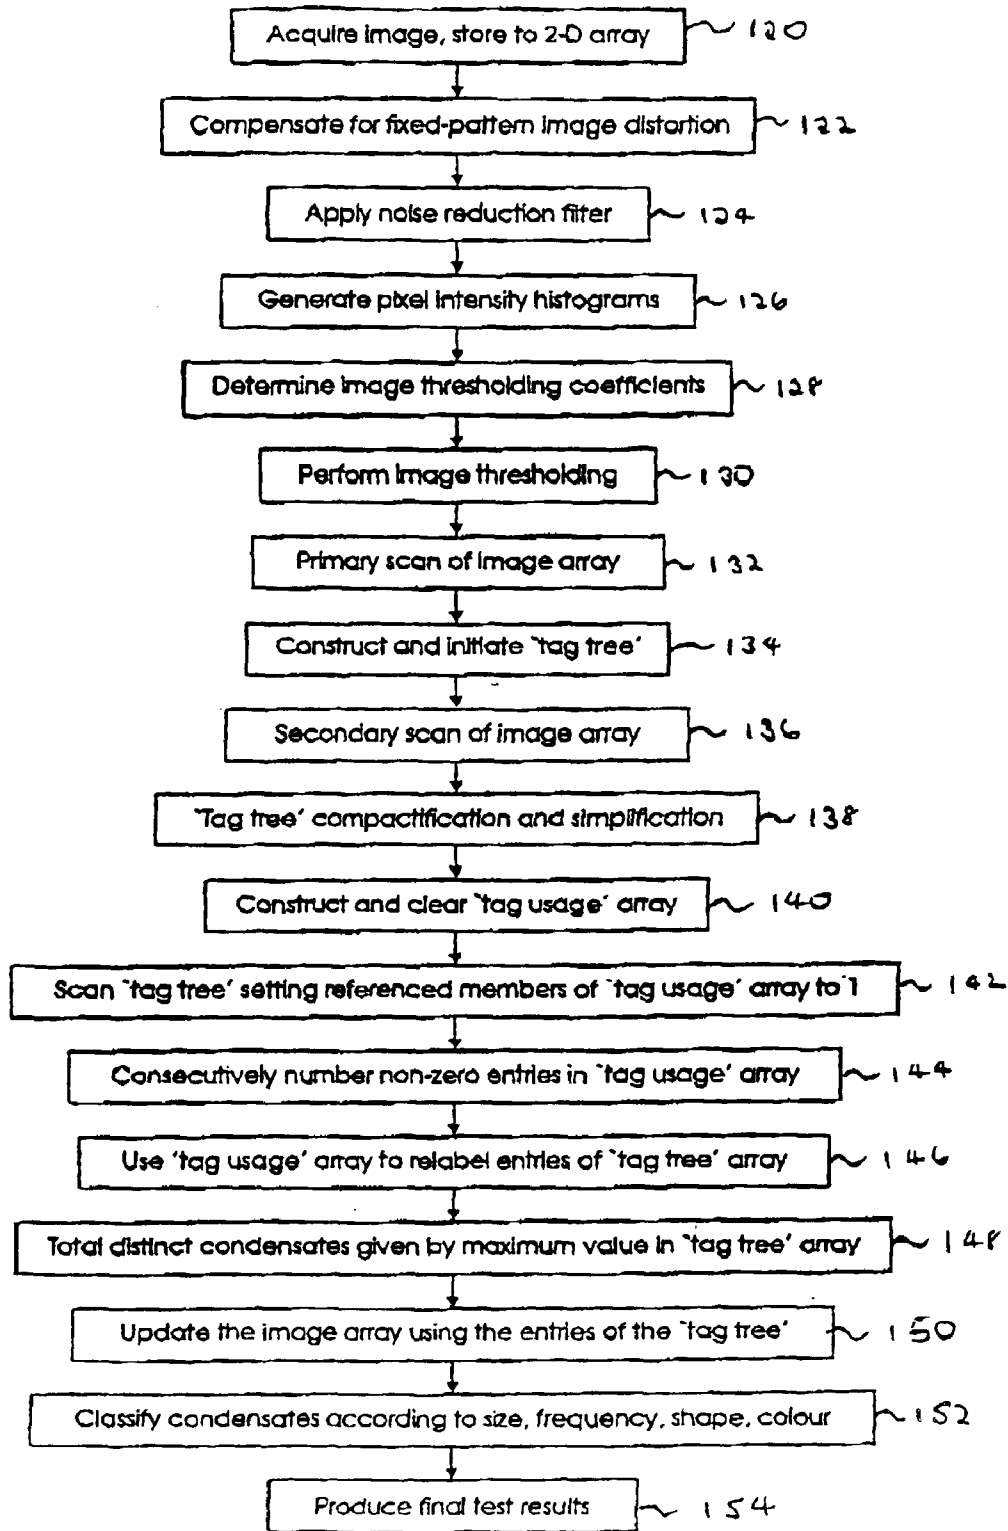 Acquire image, store to 2-D array 120
Compensate for fixed-pattern image distortion 122
Apply noise reduction filter 124
Generate pixel intensity histograms 126
Determine image thresholding coefficients 128
Perform image thresholding 130
Primary scan of image array 132
Construct and initiate `tag tree' 134
Secondary scan of image array 136
`Tag tree' compactification and simplification 138
Construct and clear `tag usage' array 140
Scan `tag tree' setting referenced members of `tag usage' array to 1 142
Consecutively number non-zero entries in `tag usage' array 144
Use 'tag usage' array to relabel entries of `tag tree' array 146
Total distinct condensates given by maximum value in `tag tree' array 148
Update the image array using the entries of the `tag tree' 150
Classify condensates according to size, frequency, shape, colour 152
Produce final test results 154